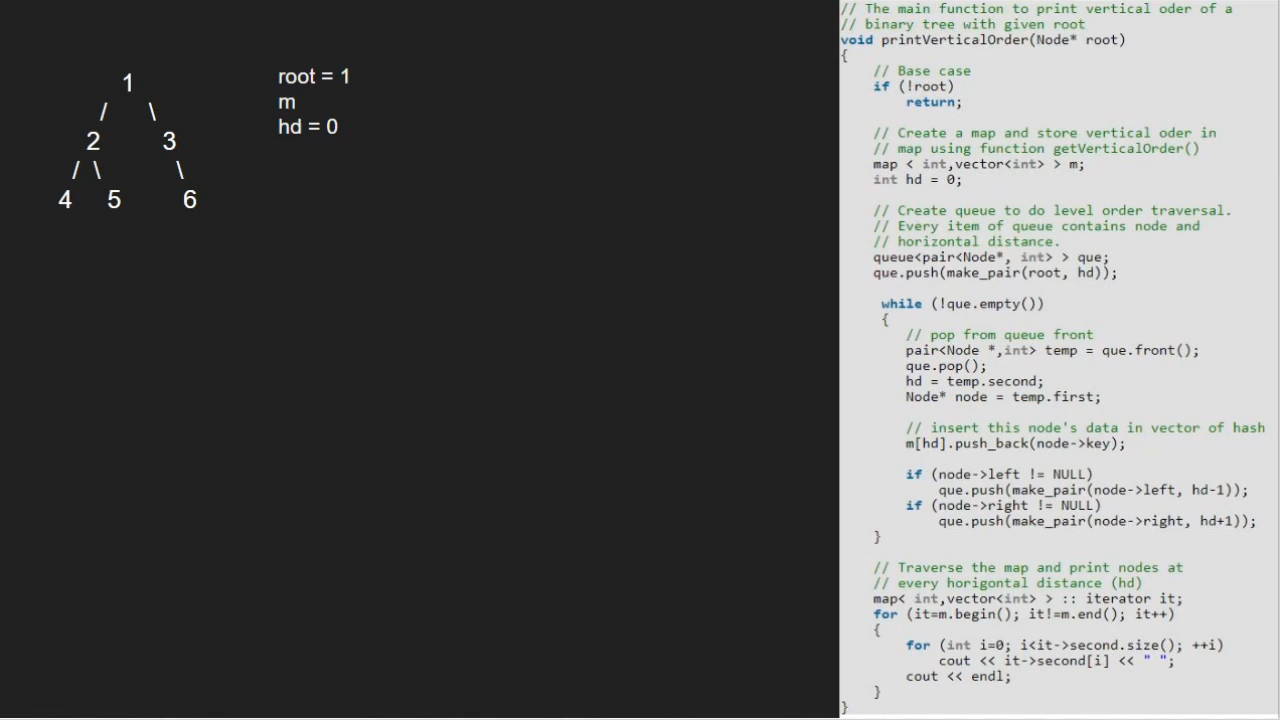 1
/ \
2 3
/ \ \
4 5 6
root = 1
m
hd = 0
// The main function to print vertical oder of a
// binary tree with given root
void printVerticalOrder(Node* root)
{
// Base case
if (!root)
return;
// Create a map and store vertical oder in
// map using function getVerticalOrder()
map < int,vector<int> > m;
int hd = 0;
// Create queue to do level order traversal.
// Every item of queue contains node and
// horizontal distance.
queue<pair<Node*, int> > que;
que.push(make_pair(root, hd));
while (!que.empty())
{
// pop from queue front
pair<Node *,int> temp = que.front();
que.pop();
hd = temp.second;
Node* node = temp.first;
// insert this node's data in vector of hash
m[hd].push_back(node->key);
if (node->left != NULL)
que.push(make_pair(node->left, hd-1));
if (node->right != NULL)
que.push(make_pair(node->right, hd+1));
}
// Traverse the map and print nodes at
// every horigontal distance (hd)
map< int,vector<int> > :: iterator it;
for (it=m.begin(); it!=m.end(); it++)
{
for (int i=0; i<it->second.size(); ++i)
cout << it->second[i] << " ";
cout << endl;
}
}